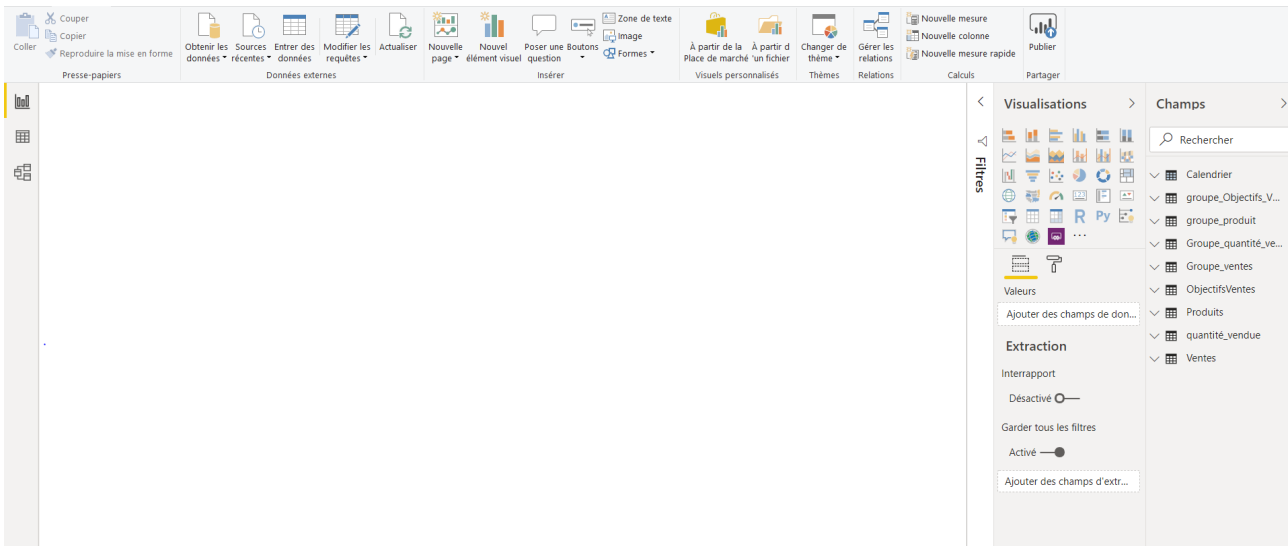 Coller
Couper
Copier
Reproduire la mise en forme
Presse-papiers
Obtenir les données
Sources récentes
Entrer des données
Modifier les requêtes
Actualiser
Données externes
Nouvelle page
Nouvel élément visuel
Poser une question
Boutons
Zone de texte
Image
Formes
Insérer
À partir de la Place de marché
À partir d'un fichier
Visuels personnalisés
Changer de thème
Thèmes
Gérer les relations
Relations
Nouvelle mesure
Nouvelle colonne
Nouvelle mesure rapide
Calculs
Publier
Partager
Filtres
Visualisations
123
R
Py
Valeurs
Ajouter des champs de don...
Extraction
Interrapport
Désactivé
Garder tous les filtres
Activé
Ajouter des champs d'extr...
Champs
Rechercher
Calendrier
groupe_Objectifs_V...
groupe_produit
Groupe_quantité_ve...
Groupe_ventes
ObjectifsVentes
Produits
quantité_vendue
Ventes